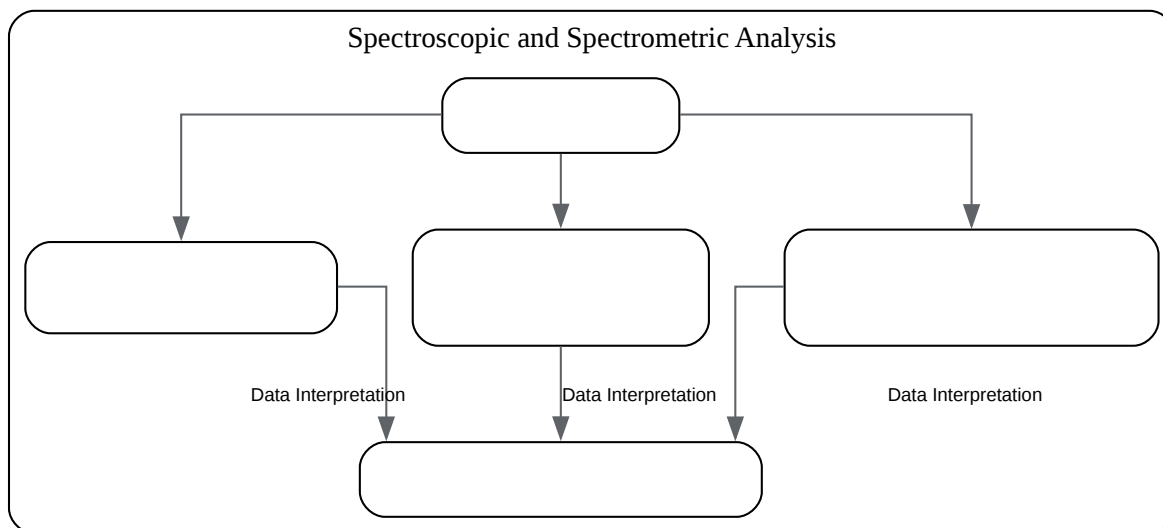 Spectroscopic and Spectrometric Analysis
Data Interpretation
Data Interpretation
Data Interpretation